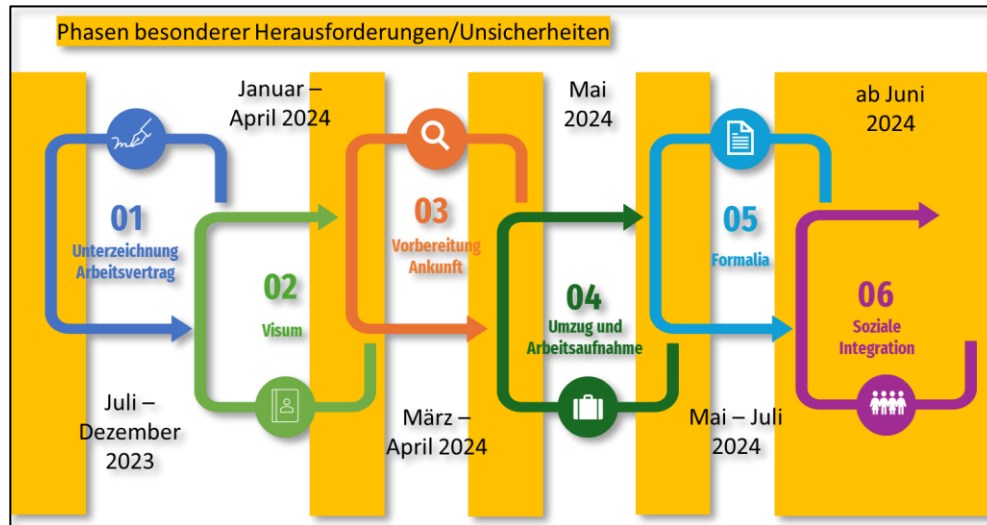 Phasen besonderer Herausforderungen/Unsicherheiten
01
Unterzeichnung
Arbeitsvertrag
Juli –
Dezember
2023
Januar –
April 2024
02
Visum
03
Vorbereitung
Ankunft
März –
April 2024
Mai
2024
04
Umzug und
Arbeitsaufnahme
05
Formalia
Mai – Juli
2024
ab Juni
2024
06
Soziale
Integration